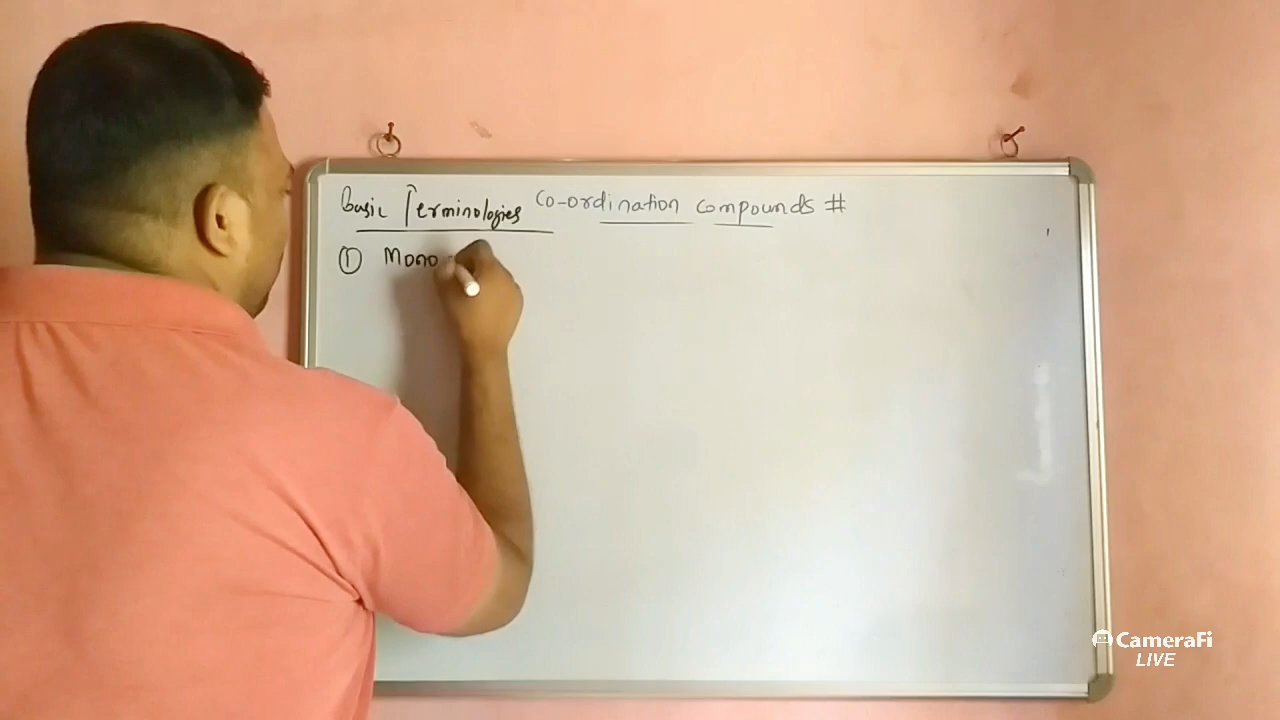 Basic Terminologies Co-ordination Compounds #
① Mono
CameraFi
LIVE